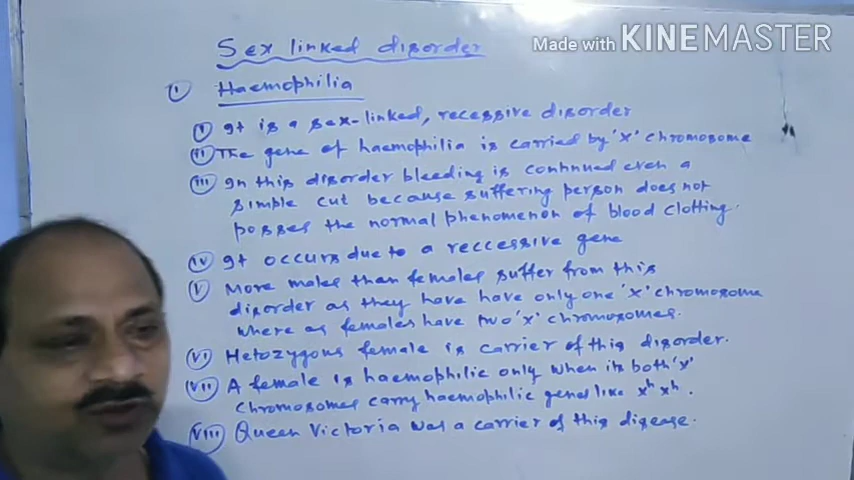 Made with KINEMASTER
Sex linked disorder
i Haemophilia
i It is a sex-linked, recessive disorder
ii The gene of haemophilia is carried by 'X' chromosome
iii In this disorder bleeding is continued even a
simple cut because suffering person does not
posses the normal phenomenon of blood clotting.
iv It occurs due to a reccessive gene
v More males than females suffer from this
disorder as they have have only one 'X' chromosome
where as females have two 'X' chromosomes.
vi Hetozygous female is carrier of this disorder.
vii A female is haemophilic only when its both 'X'
chromosomes carry haemophilic genes like XʰXʰ.
viii Queen Victoria was a carrier of this disease.